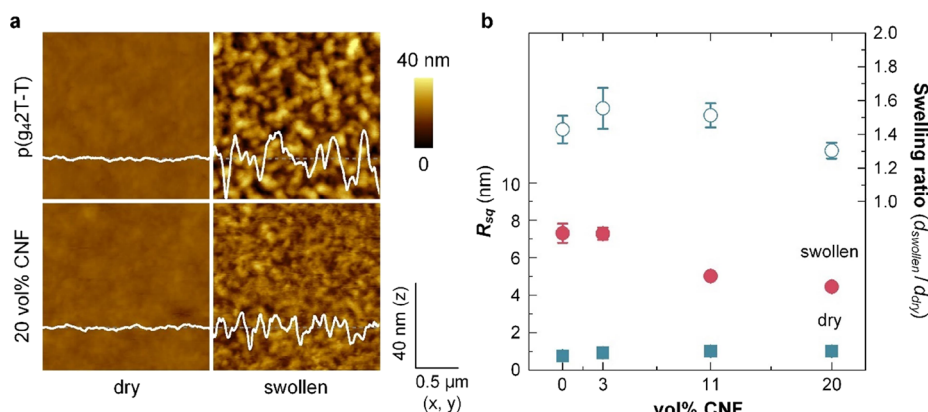 a
p(g₄2T-T)
20 vol% CNF
dry
swollen
40 nm
0
40 nm (z)
0.5 µm
(x, y)
b
R_sq (nm)
10
8
6
4
2
0
0
3
11
20
vol% CNF
2.0
1.8
1.6
1.4
1.2
1.0
Swelling ratio (d_swollen / d_dry)
swollen
dry